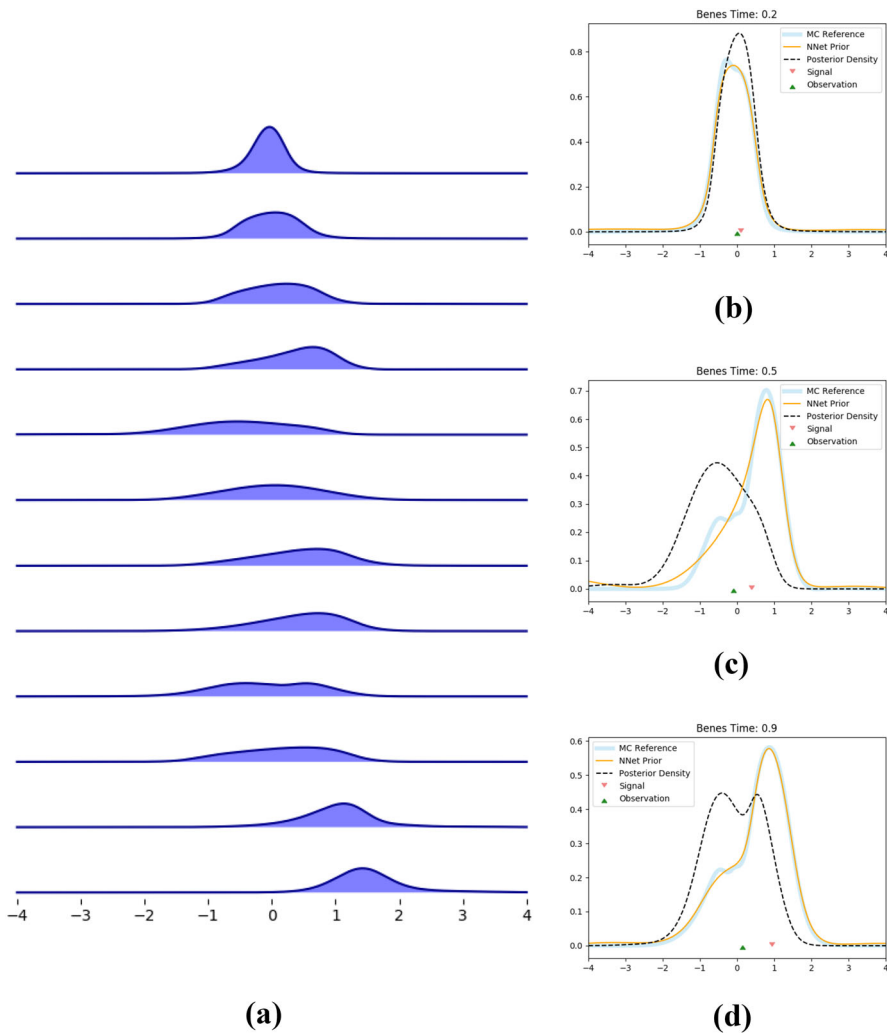 −4 −3 −2 −1 0 1 2 3 4
(a)
Benes Time: 0.2
MC Reference
NNet Prior
Posterior Density
Signal
Observation
0.8
0.6
0.4
0.2
0.0
−4 −3 −2 −1 0 1 2 3 4
(b)
Benes Time: 0.5
MC Reference
NNet Prior
Posterior Density
Signal
Observation
0.7
0.6
0.5
0.4
0.3
0.2
0.1
0.0
−4 −3 −2 −1 0 1 2 3 4
(c)
Benes Time: 0.9
MC Reference
NNet Prior
Posterior Density
Signal
Observation
0.6
0.5
0.4
0.3
0.2
0.1
0.0
−4 −3 −2 −1 0 1 2 3 4
(d)